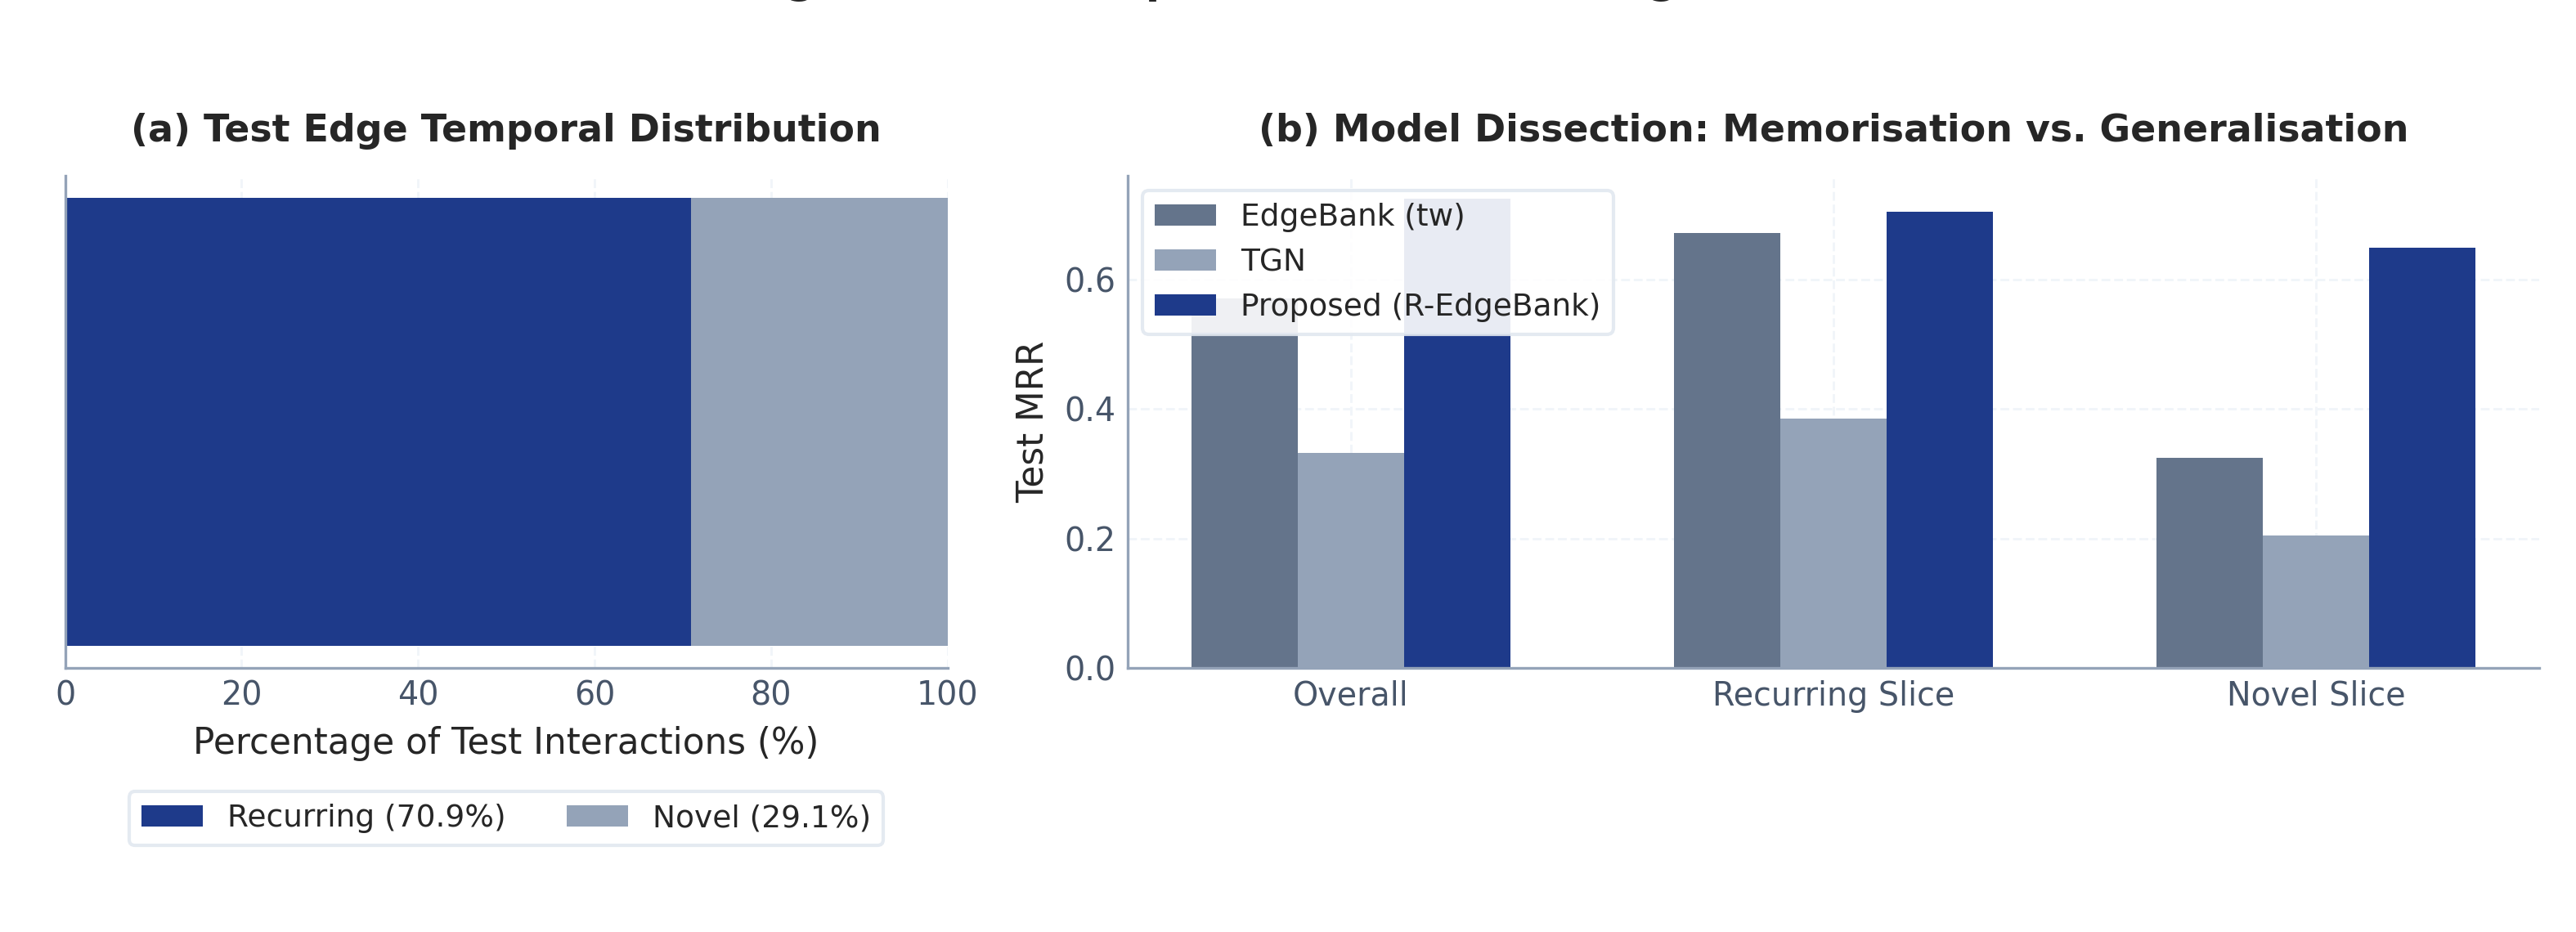 (a) Test Edge Temporal Distribution
0 20 40 60 80 100
Percentage of Test Interactions (%)
Recurring (70.9%) Novel (29.1%)
(b) Model Dissection: Memorisation vs. Generalisation
EdgeBank (tw)
TGN
Proposed (R-EdgeBank)
Test MRR
0.6
0.4
0.2
0.0
Overall Recurring Slice Novel Slice